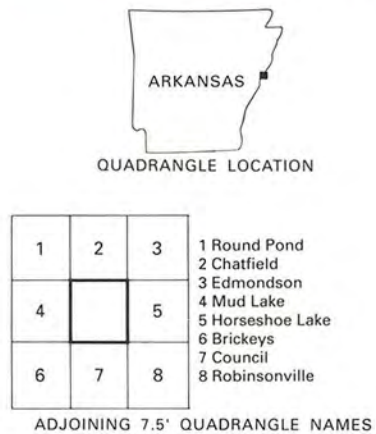 ARKANSAS
QUADRANGLE LOCATION
1 2 3
4 5
6 7 8
1 Round Pond
2 Chatfield
3 Edmondson
4 Mud Lake
5 Horseshoe Lake
6 Brickeys
7 Council
8 Robinsonville
ADJOINING 7.5' QUADRANGLE NAMES